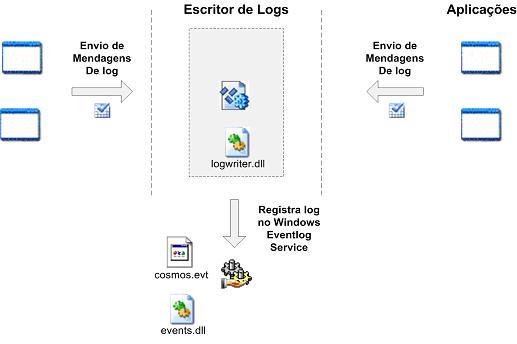 Escritor de Logs
Aplicações
Envio de
Mendagens
De log
Envio de
Mendagens
De log
logwriter.dll
Registra log
no Windows
Eventlog
Service
cosmos.evt
events.dll